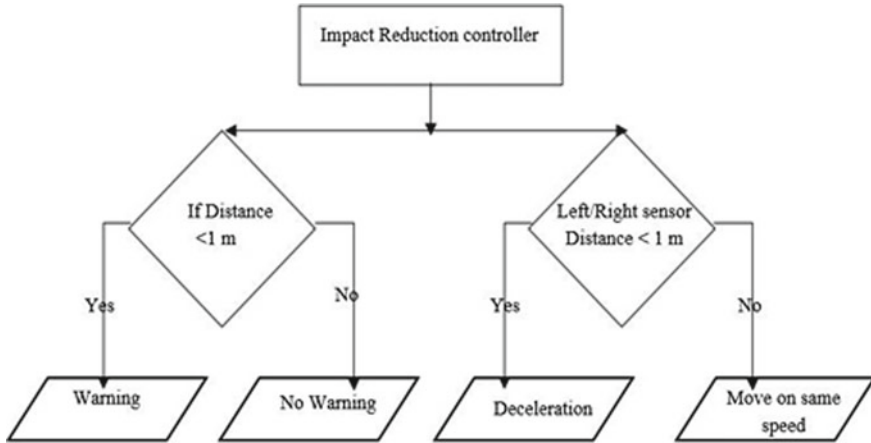 Impact Reduction controller
If Distance
<1 m
Left/Right sensor
Distance < 1 m
Yes
No
Yes
No
Warning
No Warning
Deceleration
Move on same
speed